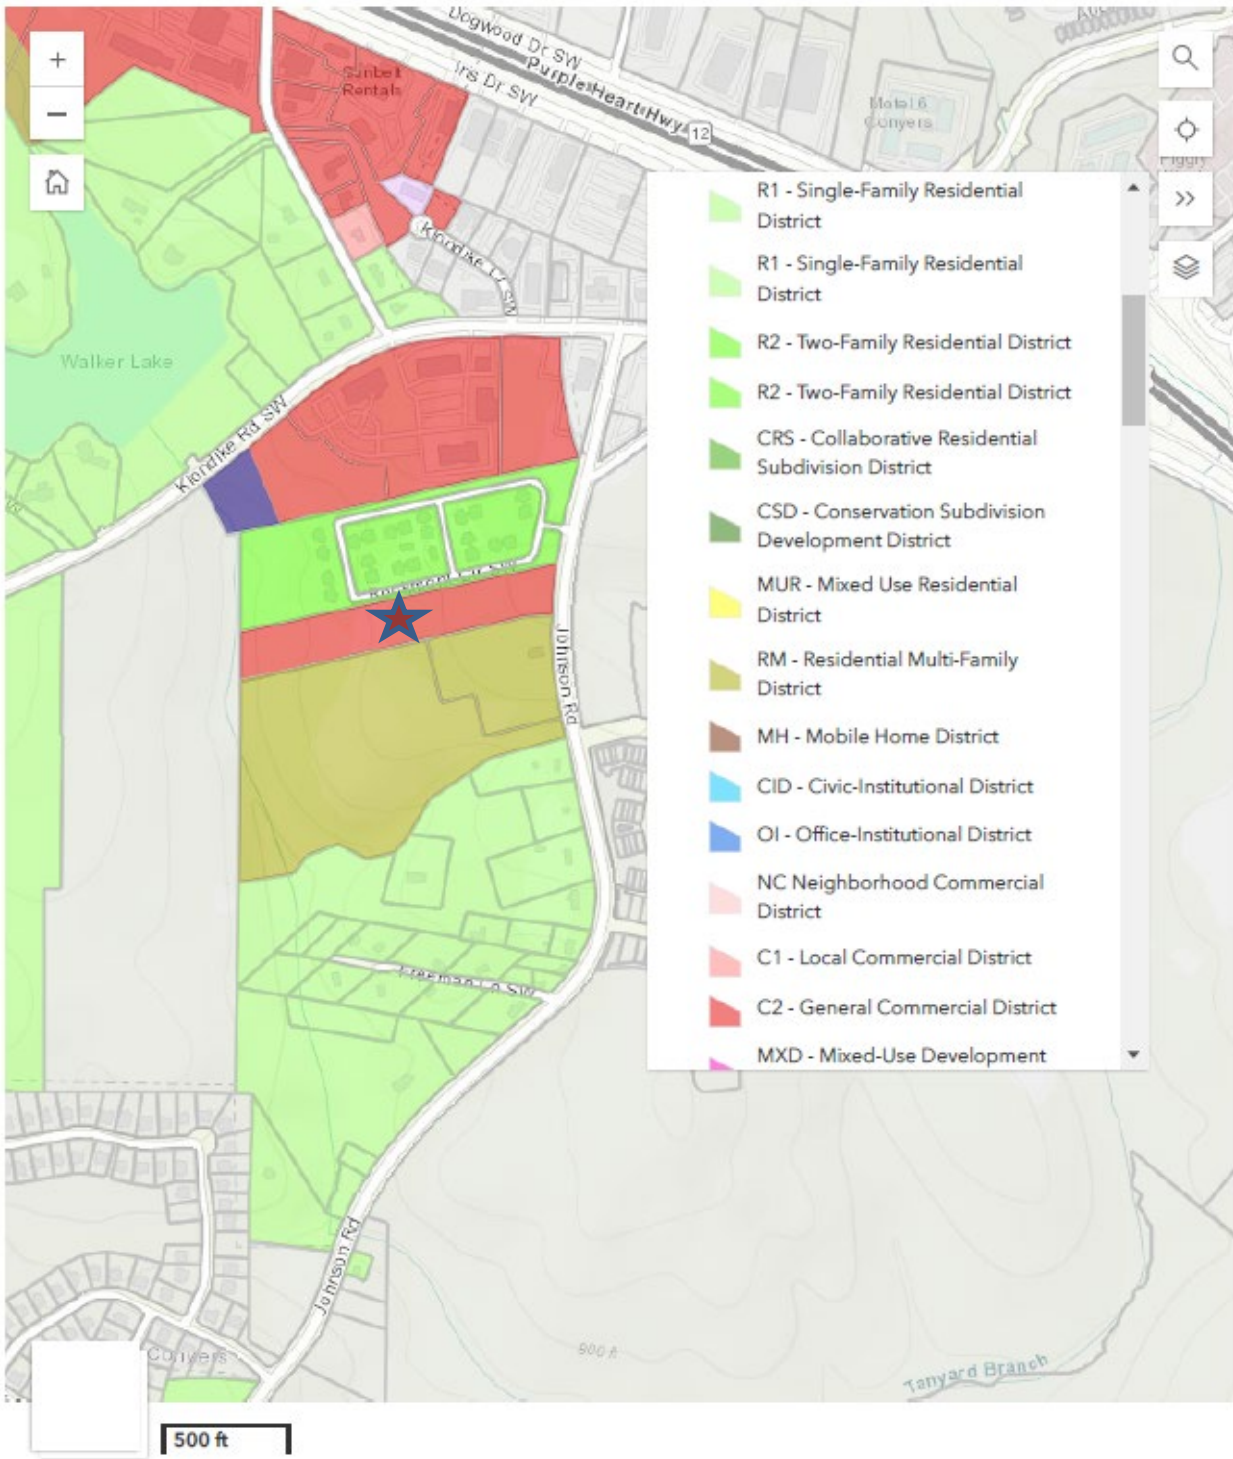 Dogwood Dr SW
Purple Heart Hwy
Iris Dr SW
12
Sunbelt
Rentals
Motel 6
Conyers
Klondike Ct SW
Walker Lake
Klondike Rd SW
Johnson Rd
Freeman Ln SW
Johnson Rd
Conyers
900 ft
Tanyard Branch
500 ft
R1 - Single-Family Residential
District
R1 - Single-Family Residential
District
R2 - Two-Family Residential District
R2 - Two-Family Residential District
CRS - Collaborative Residential
Subdivision District
CSD - Conservation Subdivision
Development District
MUR - Mixed Use Residential
District
RM - Residential Multi-Family
District
MH - Mobile Home District
CID - Civic-Institutional District
OI - Office-Institutional District
NC Neighborhood Commercial
District
C1 - Local Commercial District
C2 - General Commercial District
MXD - Mixed-Use Development